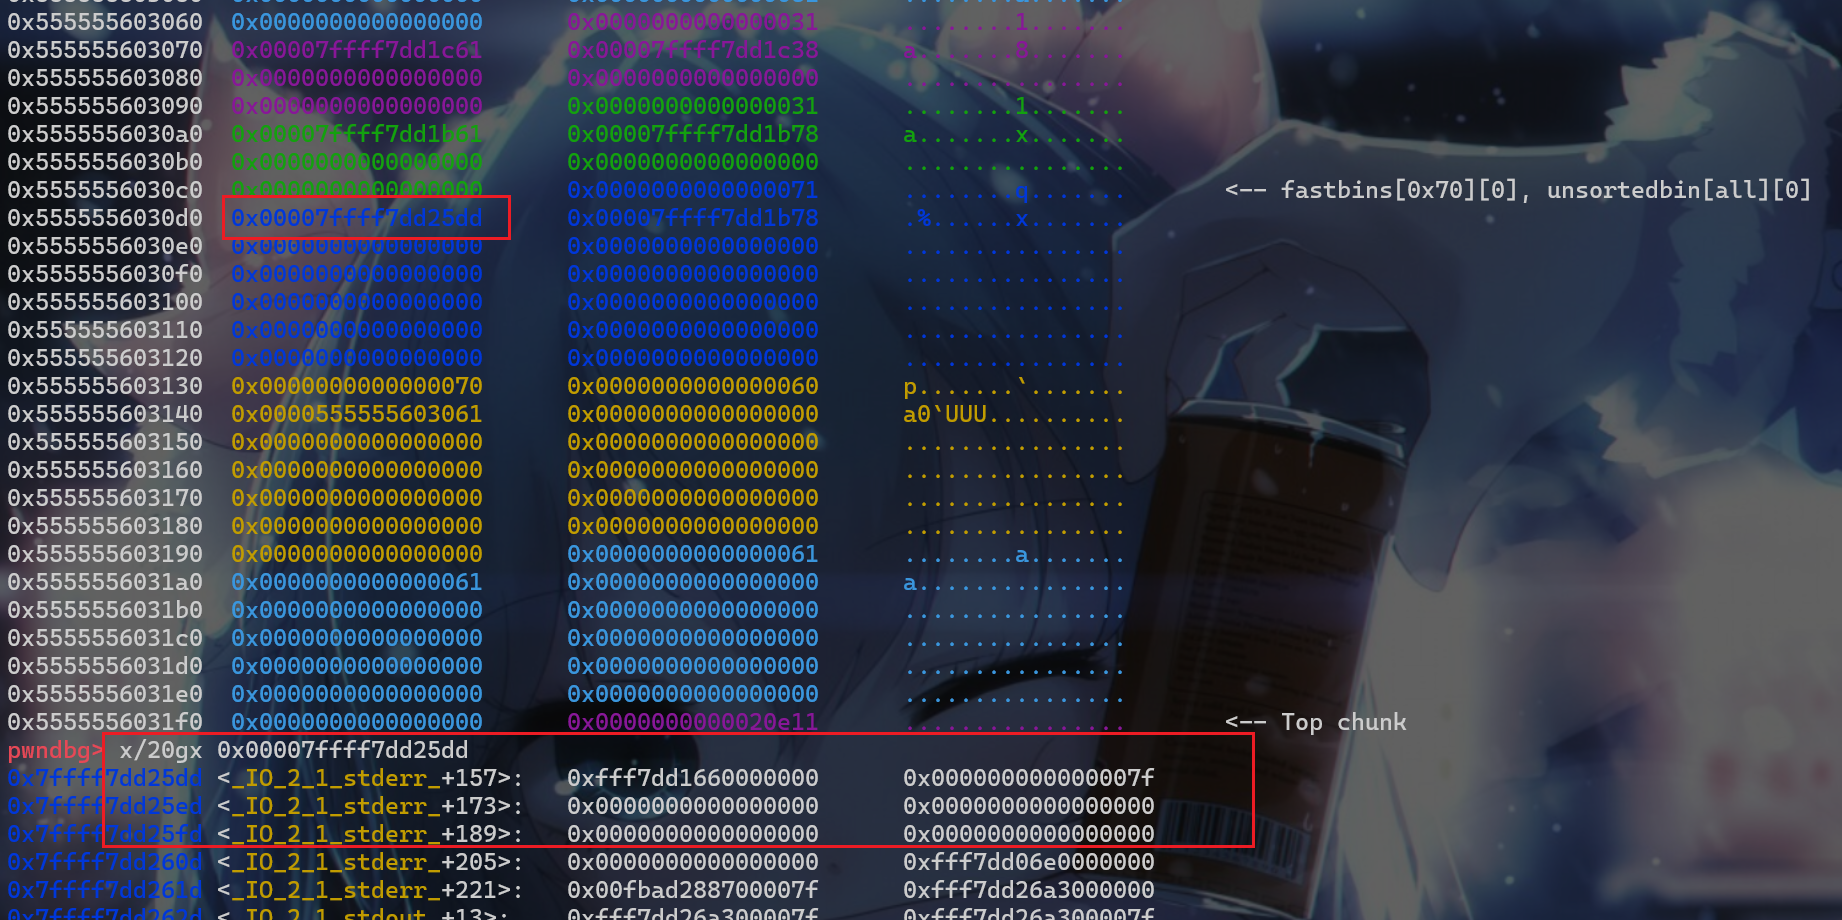 0x555555603060 0x0000000000000000 0x0000000000000031 ........1.......
0x555555603070 0x00007ffff7dd1c61 0x00007ffff7dd1c38 a.......8.......
0x555555603080 0x0000000000000000 0x0000000000000000 ................
0x555555603090 0x0000000000000000 0x0000000000000031 ........1.......
0x5555556030a0 0x00007ffff7dd1b61 0x00007ffff7dd1b78 a.......x.......
0x5555556030b0 0x0000000000000000 0x0000000000000000 ................
0x5555556030c0 0x0000000000000000 0x0000000000000071 ........q....... <-- fastbins[0x70][0], unsortedbin[all][0]
0x5555556030d0 0x00007ffff7dd25dd 0x00007ffff7dd1b78 .%......x.......
0x5555556030e0 0x0000000000000000 0x0000000000000000 ................
0x5555556030f0 0x0000000000000000 0x0000000000000000 ................
0x555555603100 0x0000000000000000 0x0000000000000000 ................
0x555555603110 0x0000000000000000 0x0000000000000000 ................
0x555555603120 0x0000000000000000 0x0000000000000000 ................
0x555555603130 0x0000000000000070 0x0000000000000060 p.......`.......
0x555555603140 0x0000555555603061 0x0000000000000000 a0`UUU..........
0x555555603150 0x0000000000000000 0x0000000000000000 ................
0x555555603160 0x0000000000000000 0x0000000000000000 ................
0x555555603170 0x0000000000000000 0x0000000000000000 ................
0x555555603180 0x0000000000000000 0x0000000000000000 ................
0x555555603190 0x0000000000000000 0x0000000000000061 ........a.......
0x5555556031a0 0x0000000000000061 0x0000000000000000 a...............
0x5555556031b0 0x0000000000000000 0x0000000000000000 ................
0x5555556031c0 0x0000000000000000 0x0000000000000000 ................
0x5555556031d0 0x0000000000000000 0x0000000000000000 ................
0x5555556031e0 0x0000000000000000 0x0000000000000000 ................
0x5555556031f0 0x0000000000000000 0x0000000000020e11 ................ <-- Top chunk
pwndbg> x/20gx 0x00007ffff7dd25dd
0x7ffff7dd25dd <_IO_2_1_stderr_+157>: 0xfff7dd1660000000 0x000000000000007f
0x7ffff7dd25ed <_IO_2_1_stderr_+173>: 0x0000000000000000 0x0000000000000000
0x7ffff7dd25fd <_IO_2_1_stderr_+189>: 0x0000000000000000 0x0000000000000000
0x7ffff7dd260d <_IO_2_1_stderr_+205>: 0x0000000000000000 0xfff7dd06e0000000
0x7ffff7dd261d <_IO_2_1_stderr_+221>: 0x00fbad288700007f 0xfff7dd26a3000000
0x7ffff7dd262d <_IO_2_1_stdout_+13>: 0xfff7dd26a300007f 0xfff7dd26a300007f